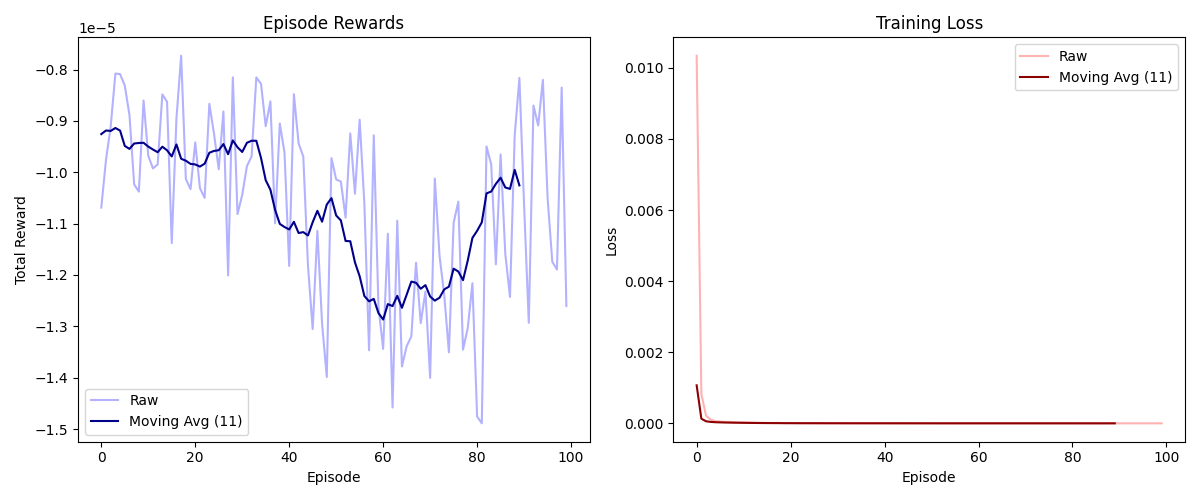 Episode Rewards
1e−5
−0.8
−0.9
−1.0
−1.1
−1.2
−1.3
−1.4
−1.5
Total Reward
Raw
Moving Avg (11)
0 20 40 60 80 100
Episode
Training Loss
0.010
0.008
0.006
0.004
0.002
0.000
Loss
Raw
Moving Avg (11)
0 20 40 60 80 100
Episode